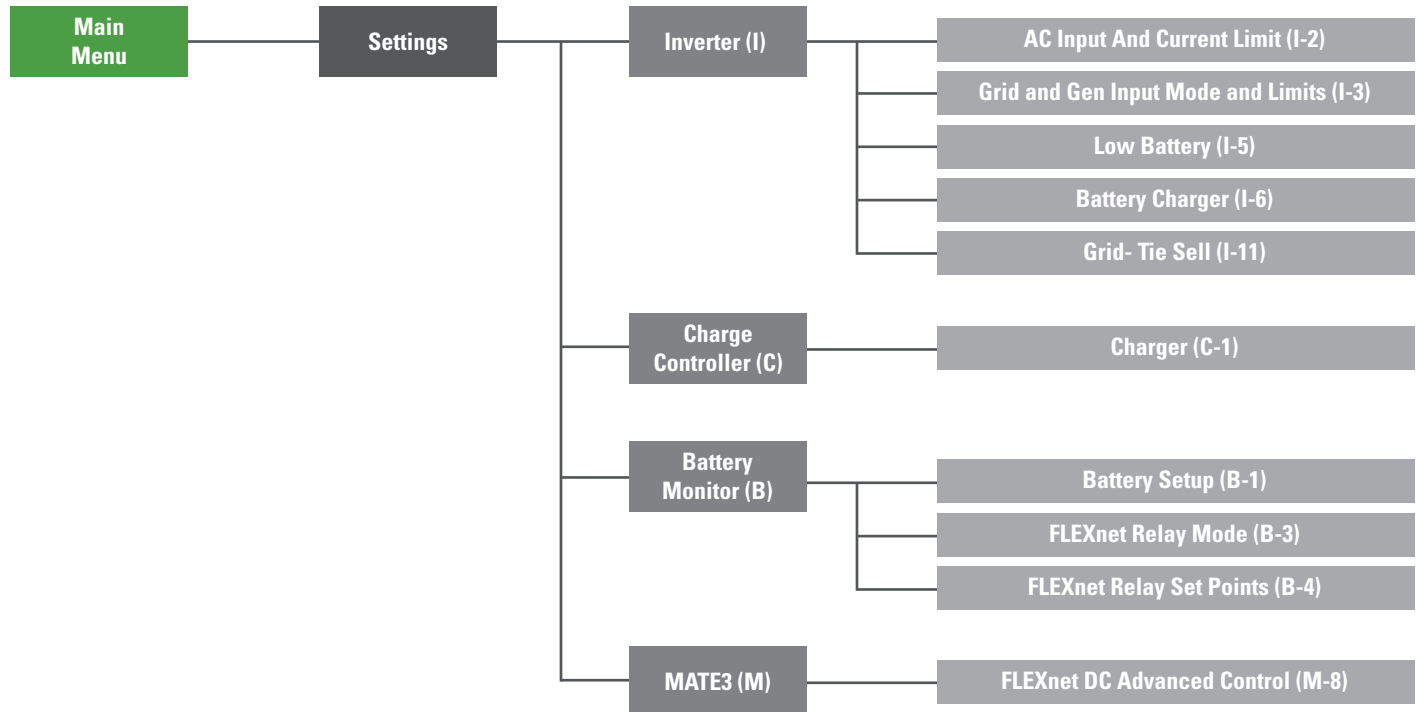 Main
Menu
Settings
Inverter (I)
AC Input And Current Limit (I-2)
Grid and Gen Input Mode and Limits (I-3)
Low Battery (I-5)
Battery Charger (I-6)
Grid- Tie Sell (I-11)
Charge
Controller (C)
Charger (C-1)
Battery
Monitor (B)
Battery Setup (B-1)
FLEXnet Relay Mode (B-3)
FLEXnet Relay Set Points (B-4)
MATE3 (M)
FLEXnet DC Advanced Control (M-8)